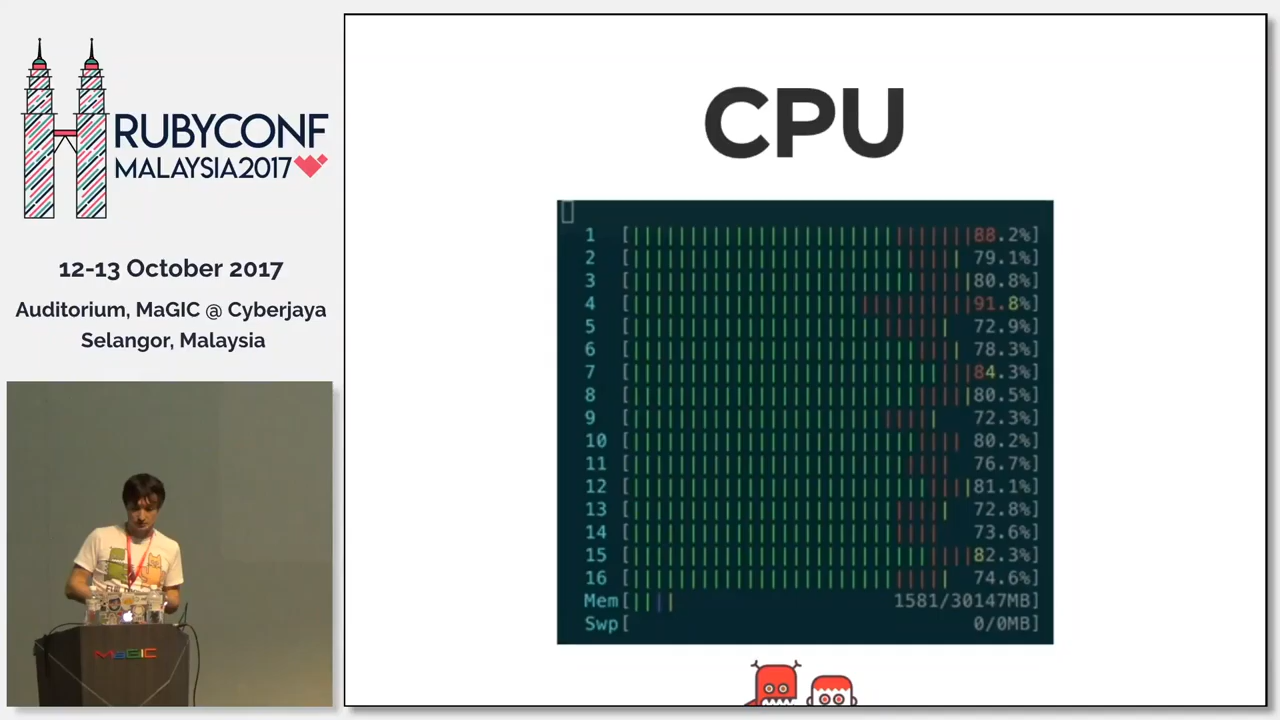 RUBYCONF
MALAYSIA2017
12-13 October 2017
Auditorium, MaGIC @ Cyberjaya
Selangor, Malaysia
MaGIC
CPU
1 [ 88.2%]
2 [ 79.1%]
3 [ 80.8%]
4 [ 91.8%]
5 [ 72.9%]
6 [ 78.3%]
7 [ 84.3%]
8 [ 80.5%]
9 [ 72.3%]
10 [ 80.2%]
11 [ 76.7%]
12 [ 81.1%]
13 [ 72.8%]
14 [ 73.6%]
15 [ 82.3%]
16 [ 74.6%]
Mem[ 1581/30147MB]
Swp[ 0/0MB]